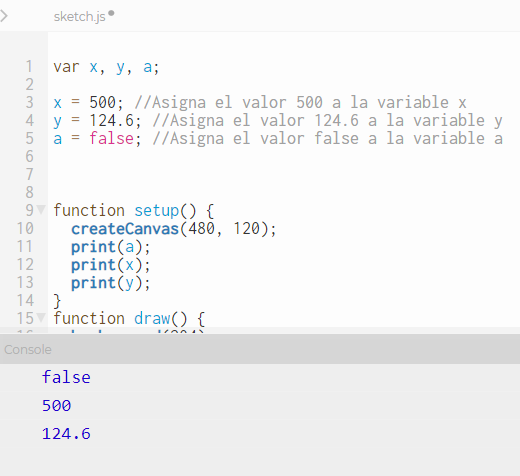 sketch.js
1 var x, y, a;
2
3 x = 500; //Asigna el valor 500 a la variable x
4 y = 124.6; //Asigna el valor 124.6 a la variable y
5 a = false; //Asigna el valor false a la variable a
6
7
8
9 function setup() {
10 createCanvas(480, 120);
11 print(a);
12 print(x);
13 print(y);
14 }
15 function draw() {
Console
false
500
124.6